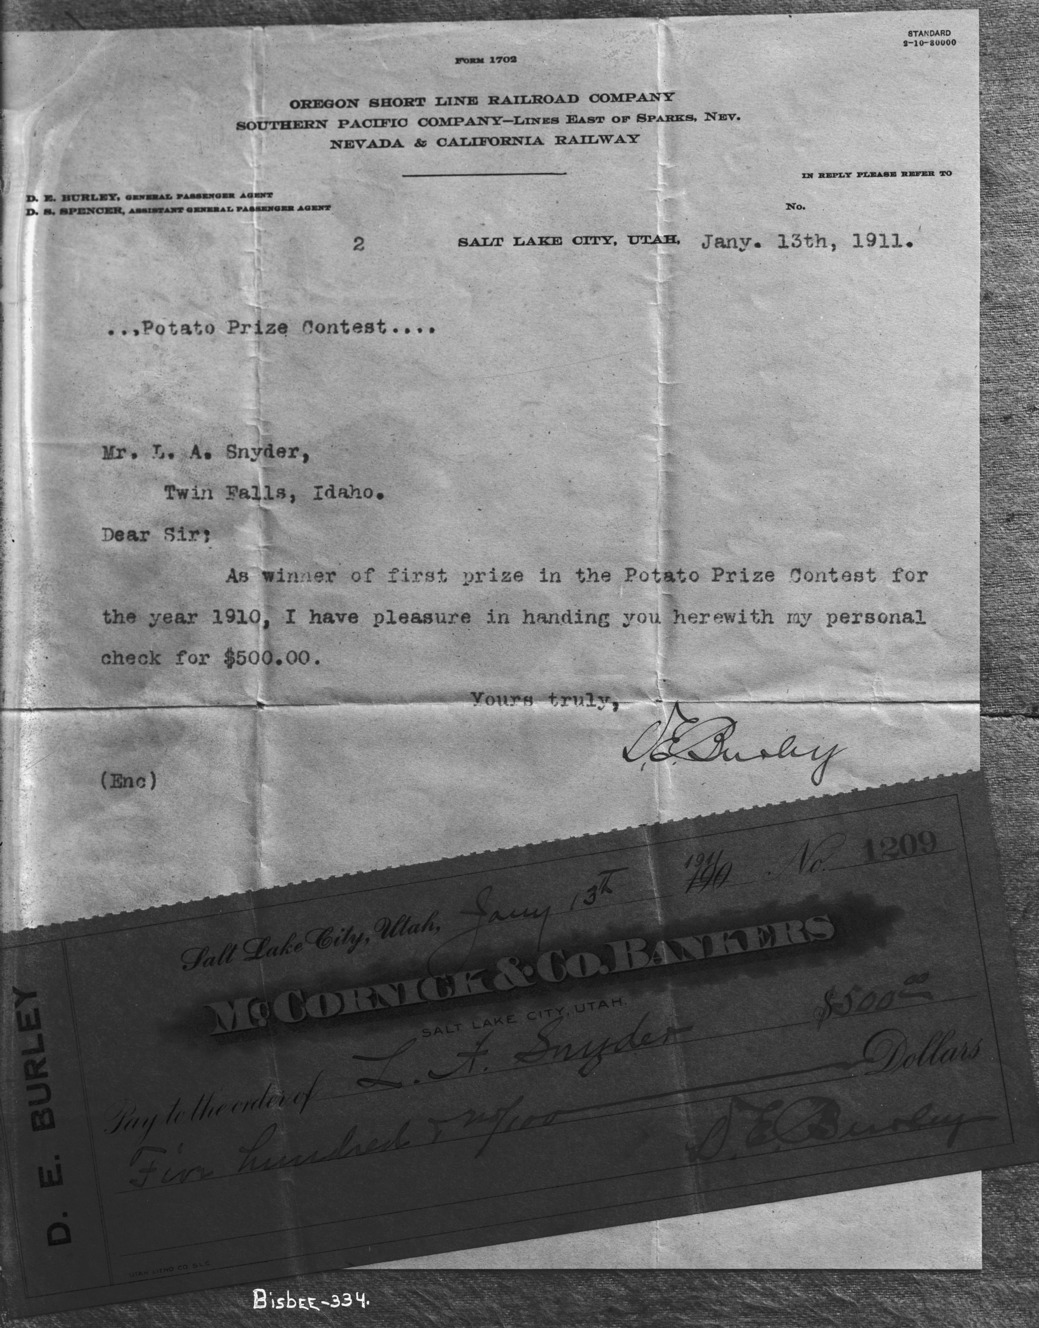 STANDARD
2-10-80000
FORM 1702
OREGON SHORT LINE RAILROAD COMPANY
SOUTHERN PACIFIC COMPANY—LINES EAST OF SPARKS, NEV.
NEVADA & CALIFORNIA RAILWAY
IN REPLY PLEASE REFER TO
D. E. BURLEY, GENERAL PASSENGER AGENT
D. S. SPENCER, ASSISTANT GENERAL PASSENGER AGENT
No.
2 SALT LAKE CITY, UTAH, Jany. 13th, 1911.
...Potato Prize Contest....
Mr. L. A. Snyder,
Twin Falls, Idaho.
Dear Sir;
As winner of first prize in the Potato Prize Contest for
the year 1910, I have pleasure in handing you herewith my personal
check for $500.00.
Yours truly,
D.E.Burley
(Enc)
Salt Lake City, Utah, Jany 13th 1911 190 No. 1209
McCORNICK & CO. BANKERS
SALT LAKE CITY, UTAH.
Pay to the order of L. A. Snyder $500 00
Five hundred & no/100 Dollars
D.E.Burley
D. E. BURLEY
Bisbee-334.